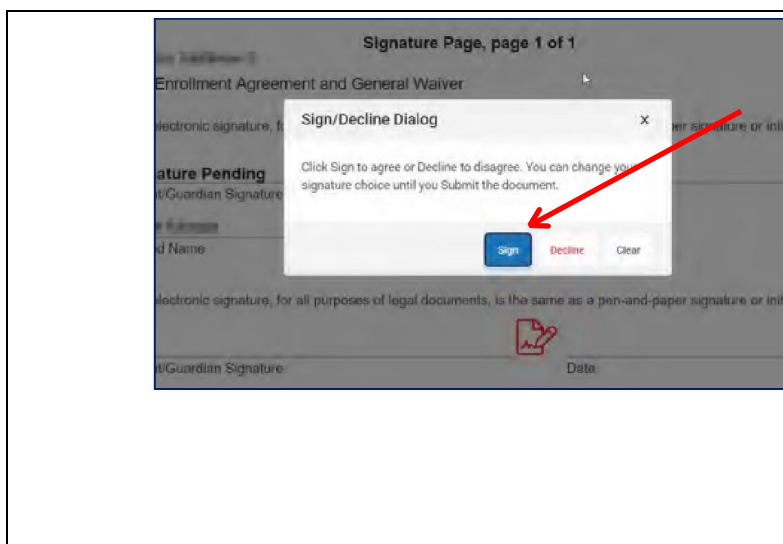 Signature Page, page 1 of 1
Enrollment Agreement and General Waiver
Sign/Decline Dialog X
electronic signature, f
per signature or init
Click Sign to agree or Decline to disagree. You can change your
signature choice until you Submit the document.
ature Pending
nt/Guardian Signature
d Name
Sign Decline Clear
electronic signature, for all purposes of legal documents, is the same as a pen-and-paper signature or init
nt/Guardian Signature Date